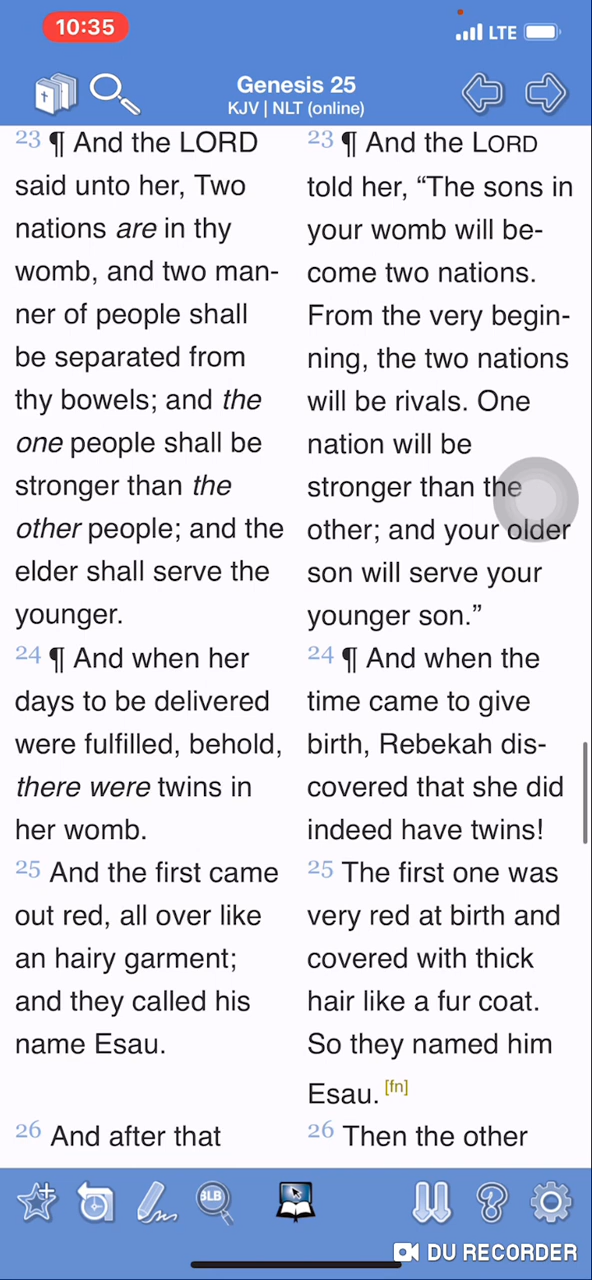 10:35
LTE
Genesis 25
KJV | NLT (online)
23 ¶ And the LORD
said unto her, Two
nations are in thy
womb, and two man-
ner of people shall
be separated from
thy bowels; and the
one people shall be
stronger than the
other people; and the
elder shall serve the
younger.
24 ¶ And when her
days to be delivered
were fulfilled, behold,
there were twins in
her womb.
25 And the first came
out red, all over like
an hairy garment;
and they called his
name Esau.
26 And after that
23 ¶ And the LORD
told her, “The sons in
your womb will be-
come two nations.
From the very begin-
ning, the two nations
will be rivals. One
nation will be
stronger than the
other; and your older
son will serve your
younger son.”
24 ¶ And when the
time came to give
birth, Rebekah dis-
covered that she did
indeed have twins!
25 The first one was
very red at birth and
covered with thick
hair like a fur coat.
So they named him
Esau. [fn]
26 Then the other
BLB
DU RECORDER